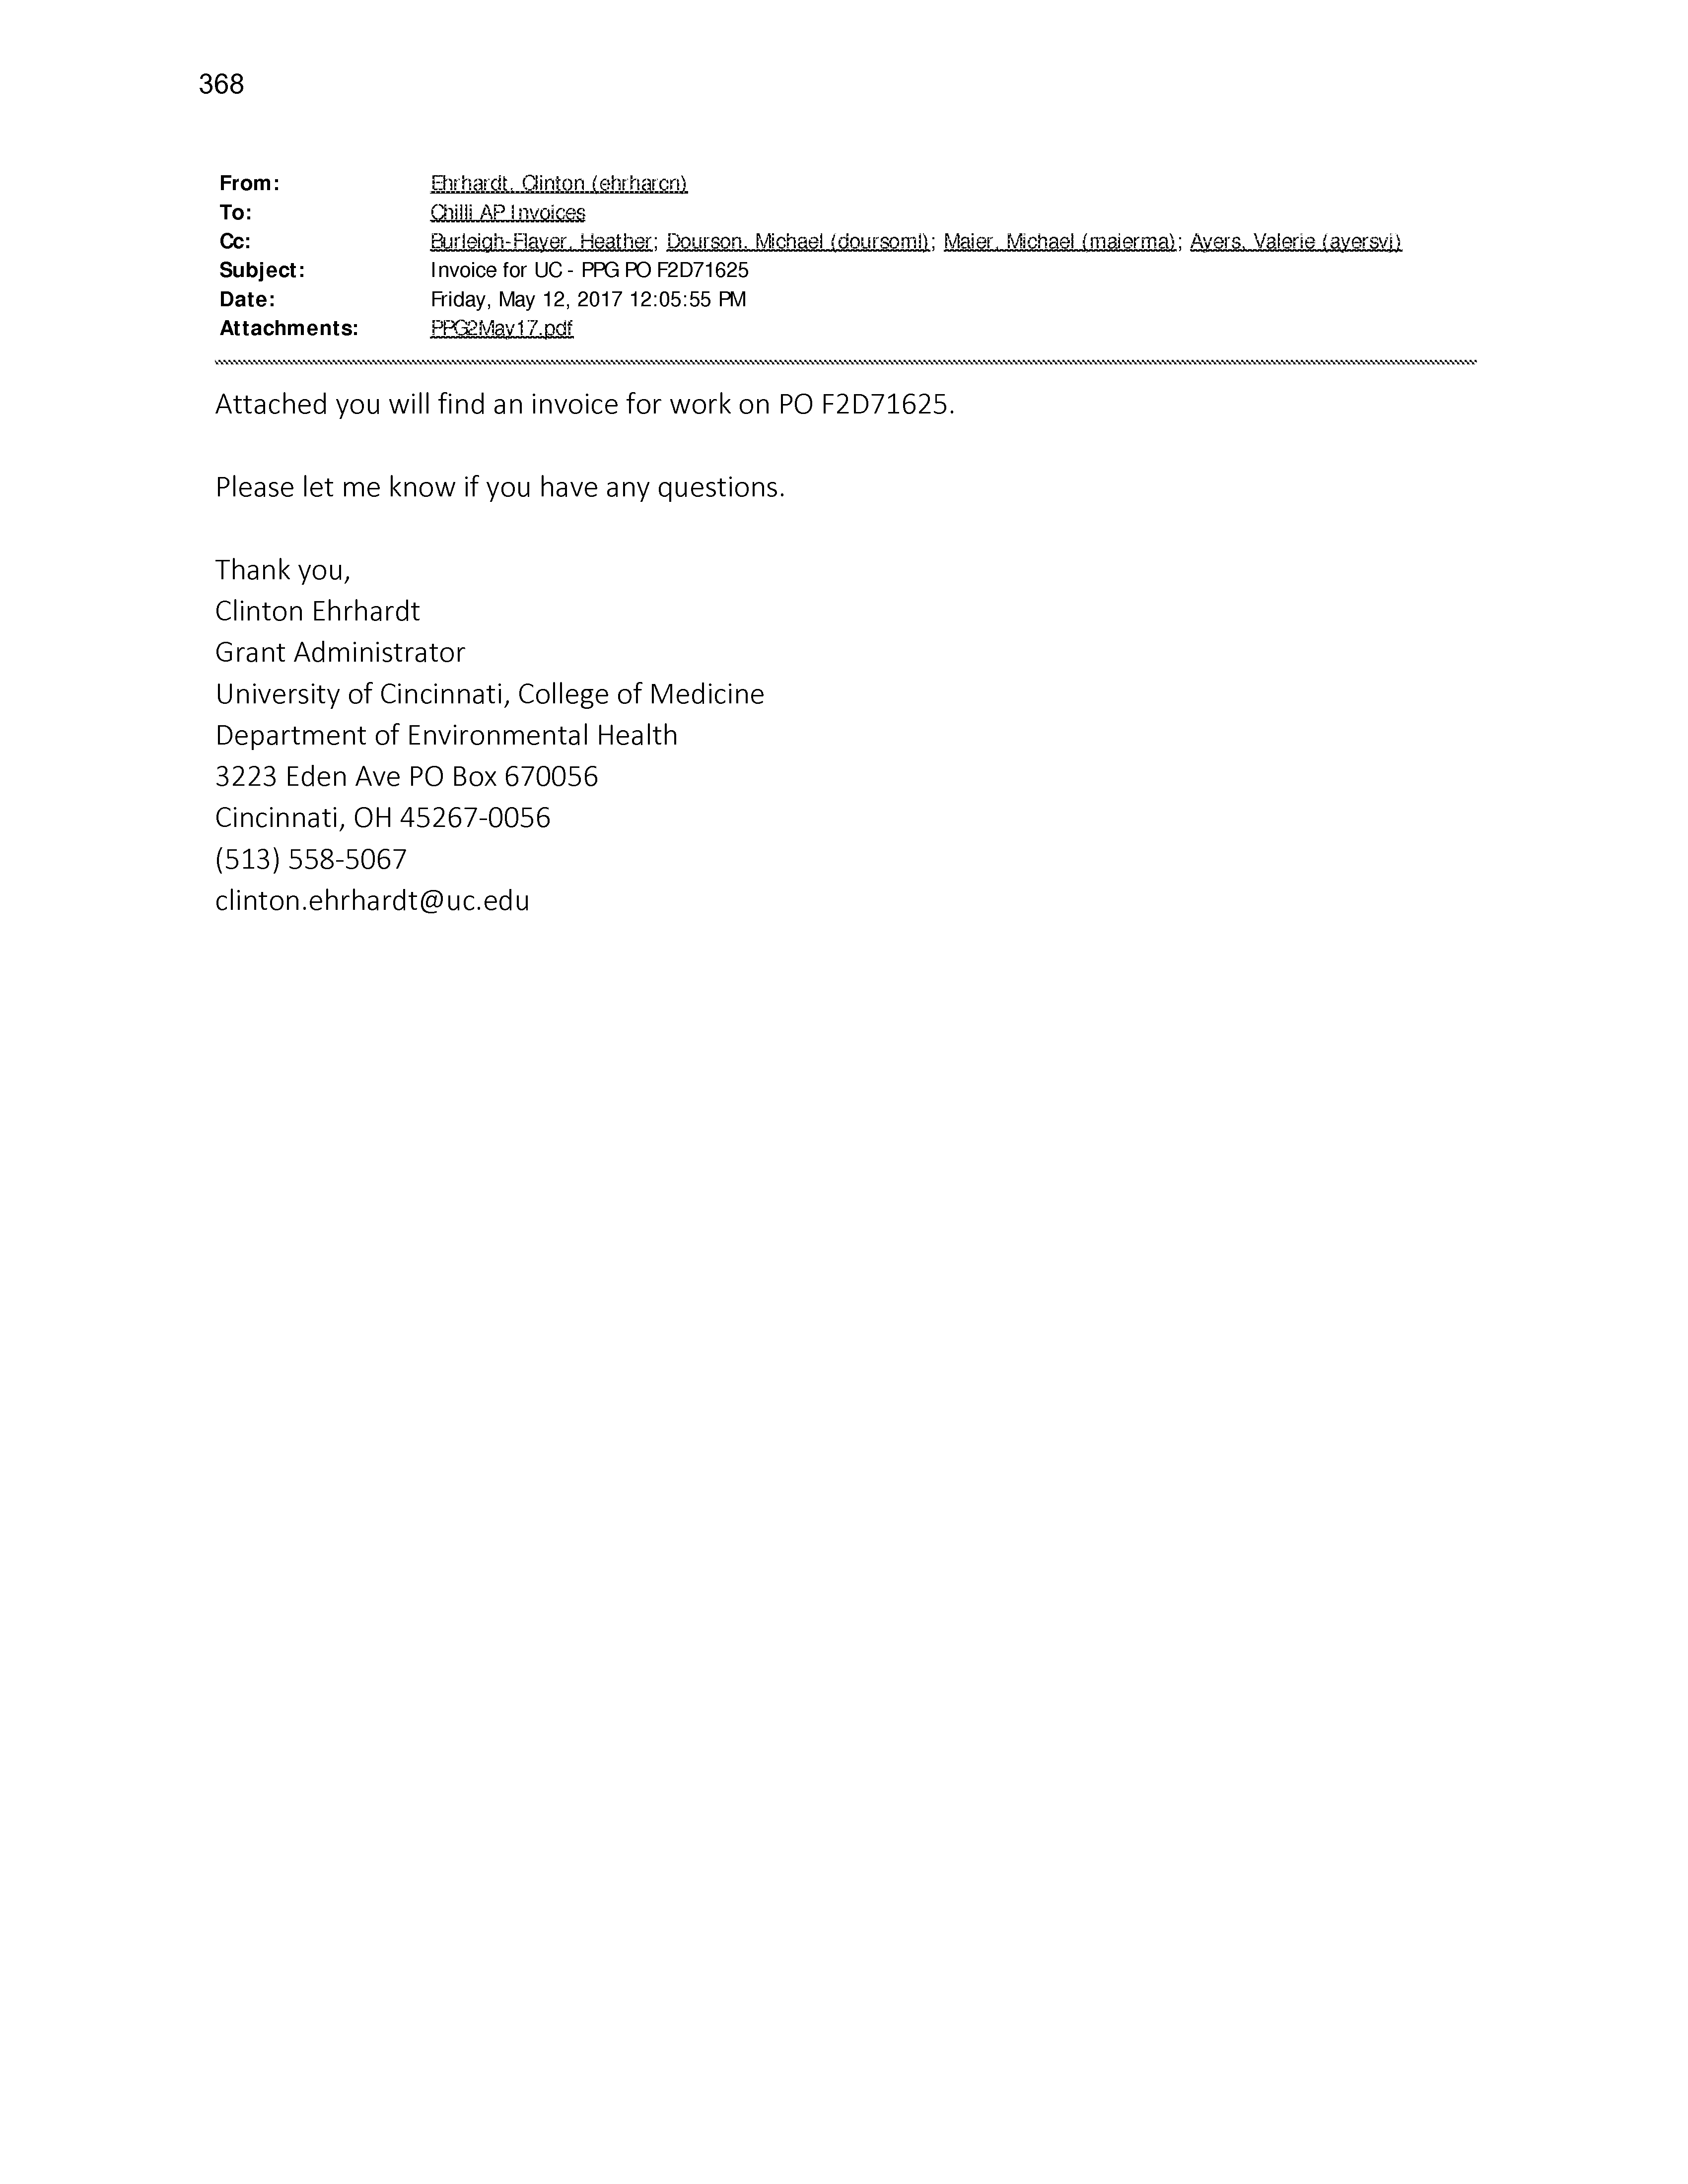 368
From: Ehrhardt, Clinton (ehrharcn)
To: Chilli AP Invoices
Cc: Burleigh-Flayer, Heather; Dourson, Michael (doursoml); Maier, Michael (maierma); Ayers, Valerie (ayersvj)
Subject: Invoice for UC - PPG PO F2D71625
Date: Friday, May 12, 2017 12:05:55 PM
Attachments: PPG2May17.pdf
Attached you will find an invoice for work on PO F2D71625.
Please let me know if you have any questions.
Thank you,
Clinton Ehrhardt
Grant Administrator
University of Cincinnati, College of Medicine
Department of Environmental Health
3223 Eden Ave PO Box 670056
Cincinnati, OH 45267-0056
(513) 558-5067
clinton.ehrhardt@uc.edu